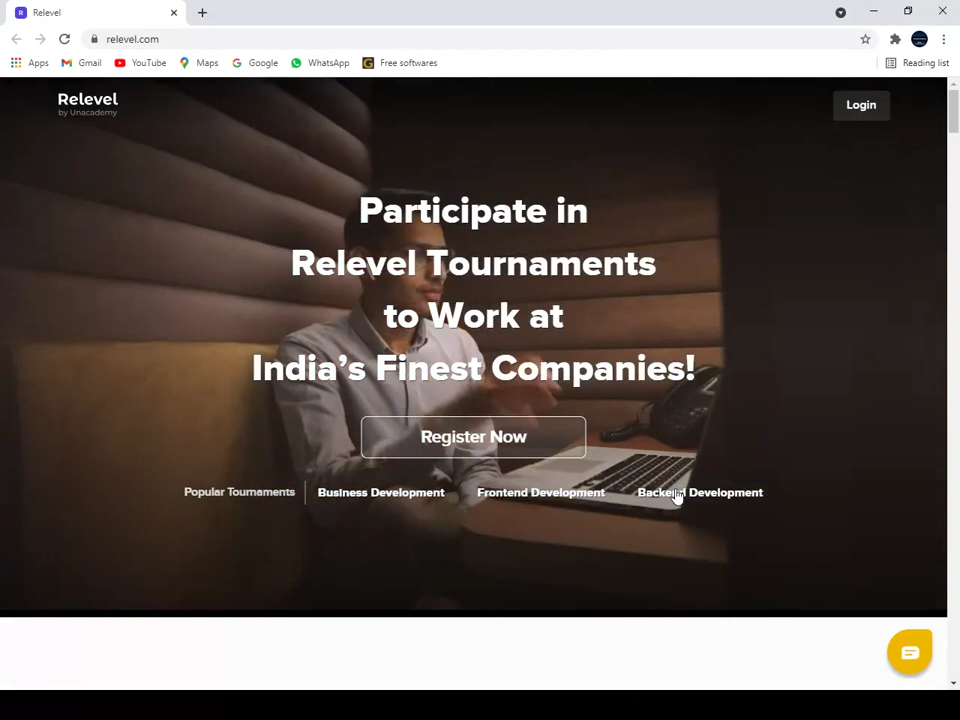 Relevel
relevel.com
Apps
Gmail
YouTube
Maps
Google
WhatsApp
Free softwares
Reading list
Relevel
by Unacademy
Login
Participate in
Relevel Tournaments
to Work at
India's Finest Companies!
Register Now
Popular Tournaments
Business Development
Frontend Development
Backend Development